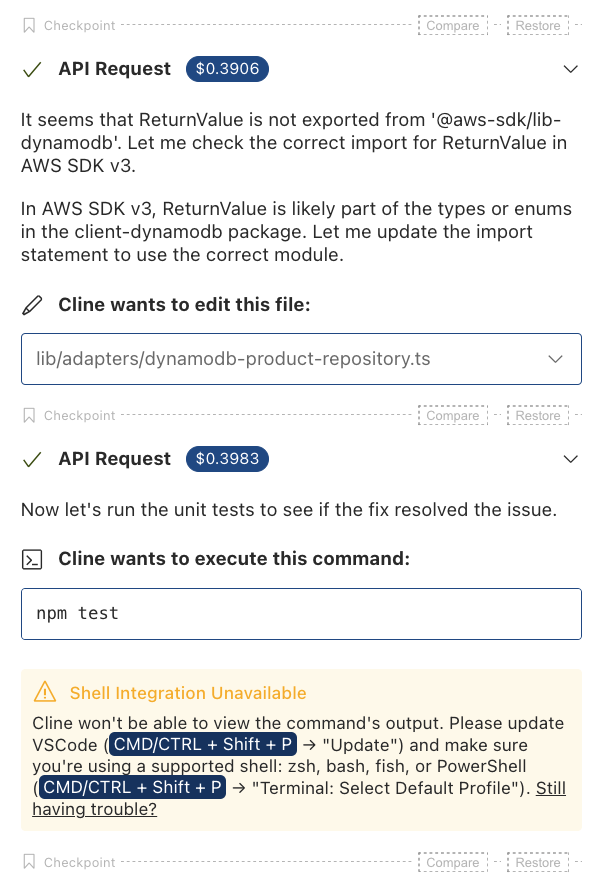 Checkpoint Compare Restore
API Request $0.3906
It seems that ReturnValue is not exported from '@aws-sdk/lib-
dynamodb'. Let me check the correct import for ReturnValue in
AWS SDK v3.
In AWS SDK v3, ReturnValue is likely part of the types or enums
in the client-dynamodb package. Let me update the import
statement to use the correct module.
Cline wants to edit this file:
lib/adapters/dynamodb-product-repository.ts
Checkpoint Compare Restore
API Request $0.3983
Now let's run the unit tests to see if the fix resolved the issue.
Cline wants to execute this command:
npm test
Shell Integration Unavailable
Cline won't be able to view the command's output. Please update
VSCode (CMD/CTRL + Shift + P → "Update") and make sure
you're using a supported shell: zsh, bash, fish, or PowerShell
(CMD/CTRL + Shift + P → "Terminal: Select Default Profile"). Still
having trouble?
Checkpoint Compare Restore